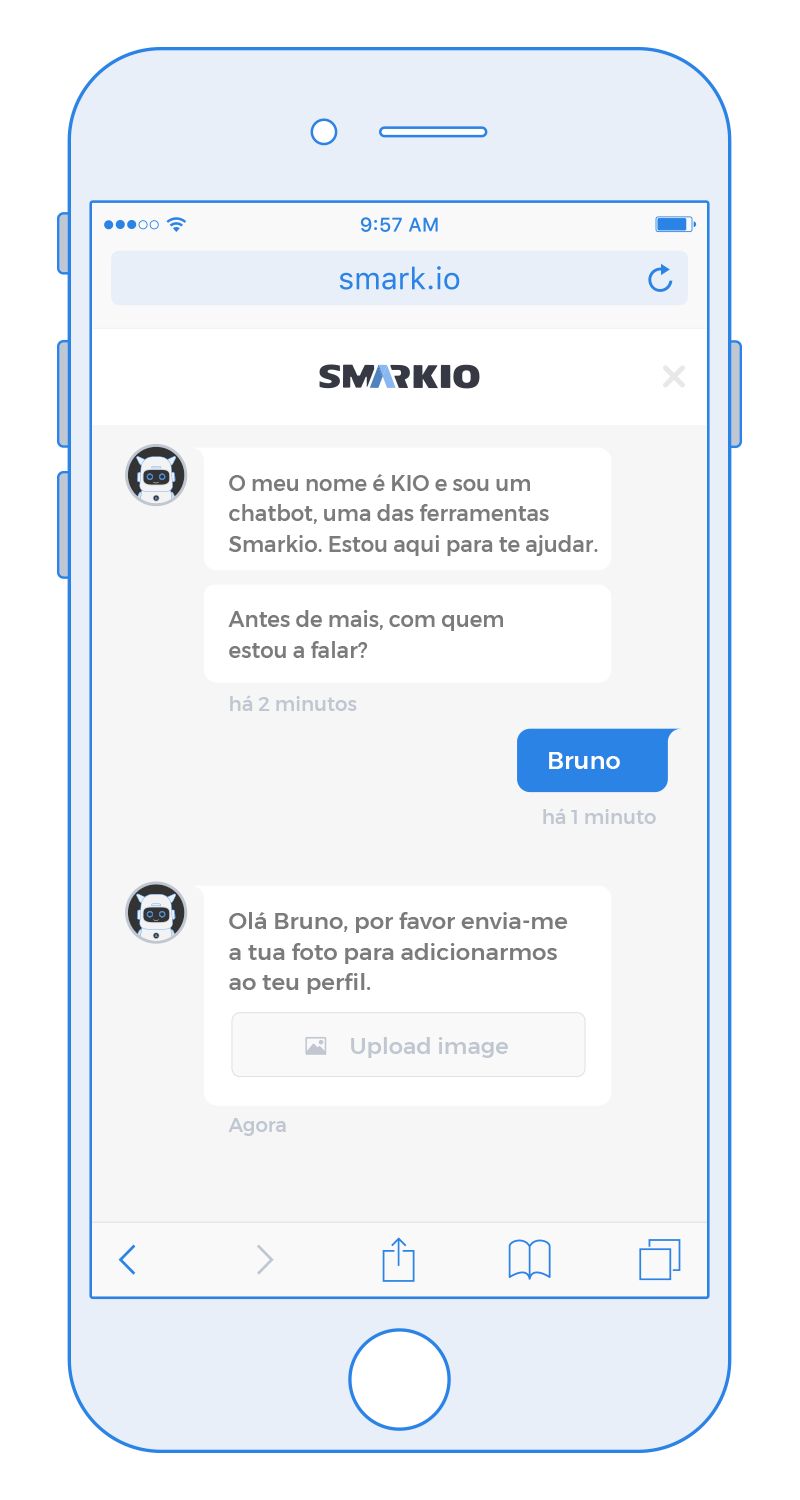 9:57 AM
smark.io
SMARKIO
O meu nome é KIO e sou um
chatbot, uma das ferramentas
Smarkio. Estou aqui para te ajudar.
Antes de mais, com quem
estou a falar?
há 2 minutos
Bruno
há 1 minuto
Olá Bruno, por favor envia-me
a tua foto para adicionarmos
ao teu perfil.
Upload image
Agora